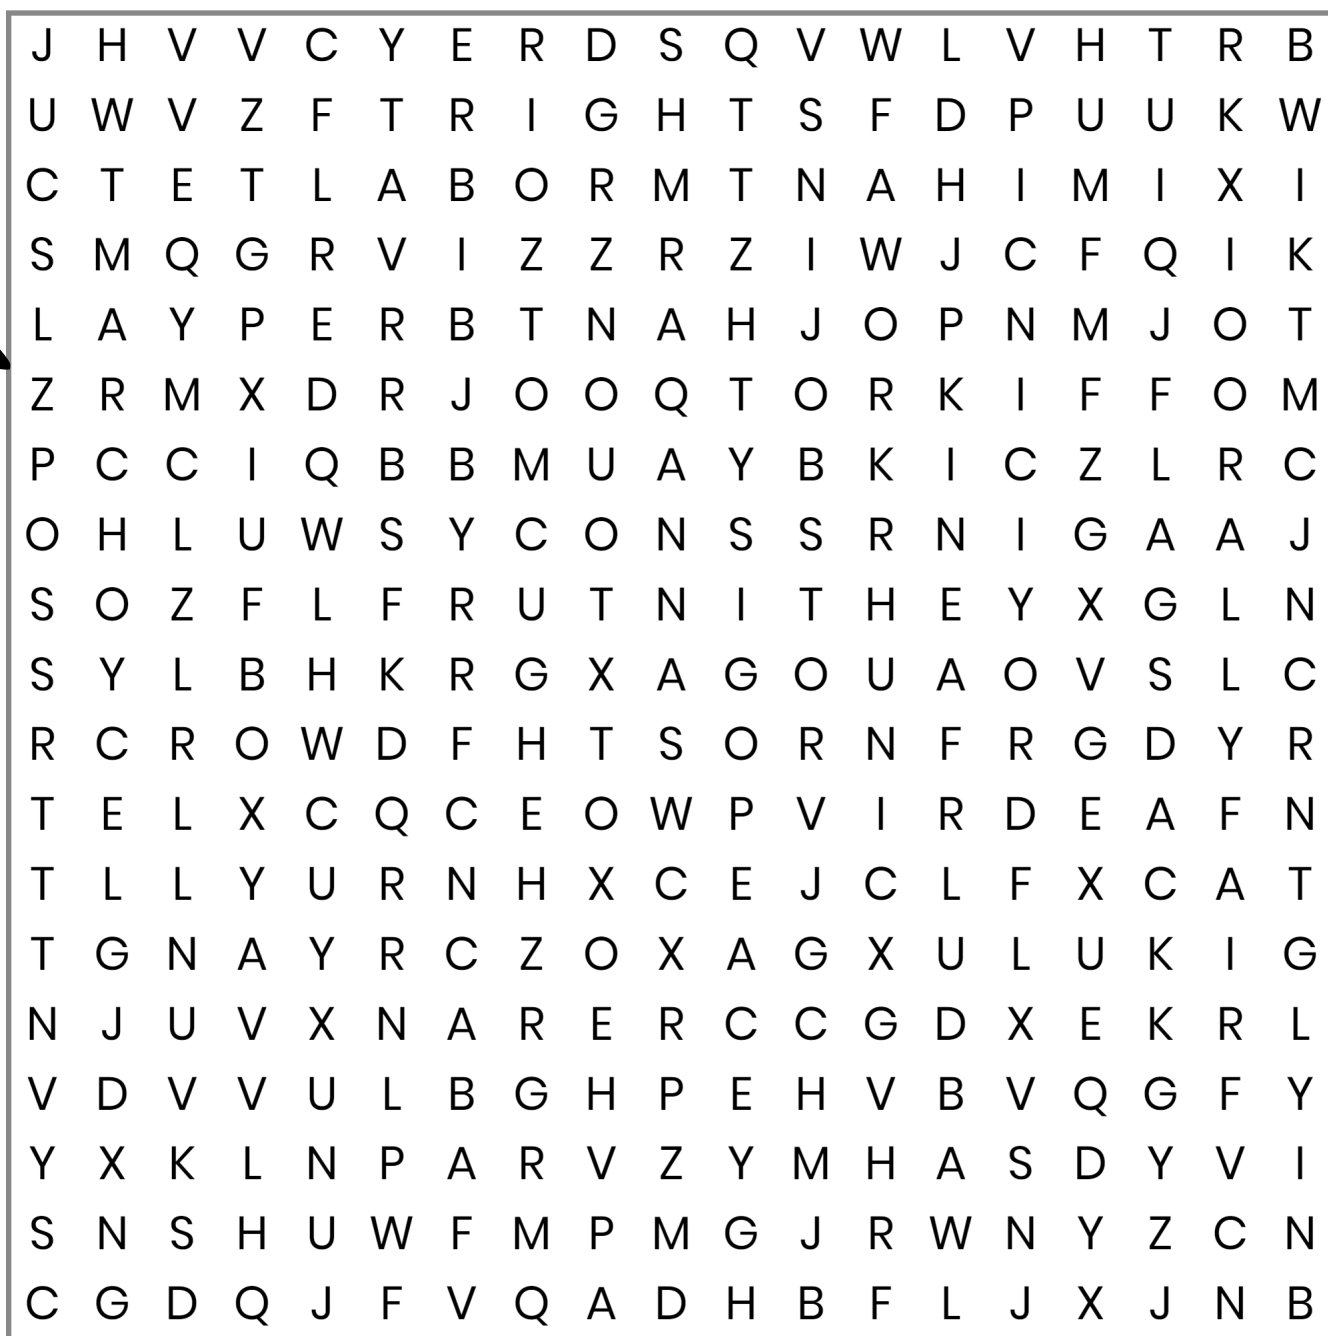 J H V V C Y E R D S Q V W L V H T R B
U W V Z F T R I G H T S F D P U U K W
C T E T L A B O R M T N A H I M I X I
S M Q G R V I Z Z R Z I W J C F Q I K
L A Y P E R B T N A H J O P N M J O T
Z R M X D R J O O Q T O R K I F F O M
P C C I Q B B M U A Y B K I C Z L R C
O H L U W S Y C O N S S R N I G A A J
S O Z F L F R U T N I T H E Y X G L N
S Y L B H K R G X A G O U A O V S L C
R C R O W D F H T S O R N F R G D Y R
T E L X C Q C E O W P V I R D E A F N
T L L Y U R N H X C E J C L F X C A T
T G N A Y R C Z O X A G X U L U K I G
N J U V X N A R E R C C G D X E K R L
V D V V U L B G H P E H V B V Q G F Y
Y X K L N P A R V Z Y M H A S D Y V I
S N S H U W F M P M G J R W N Y Z C N
C G D Q J F V Q A D H B F L J X J N B